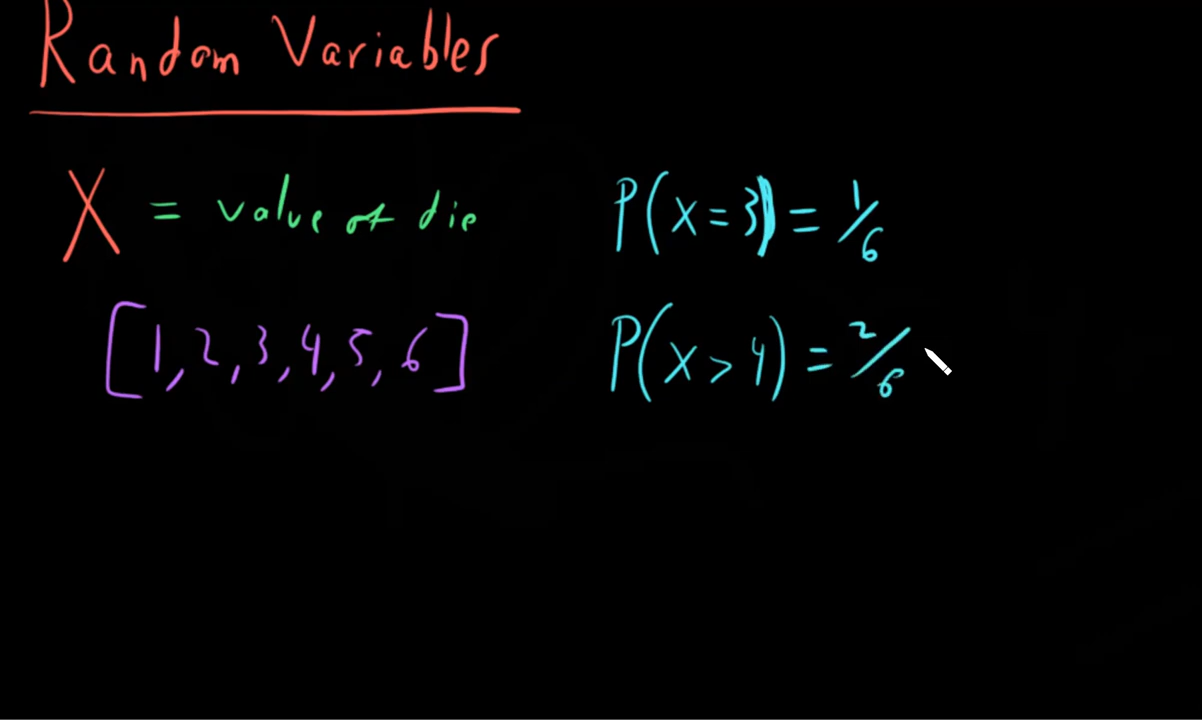 Random Variables
X = value of die
P(x=3) = 1/6
[1,2,3,4,5,6]
P(x>4) = 2/6